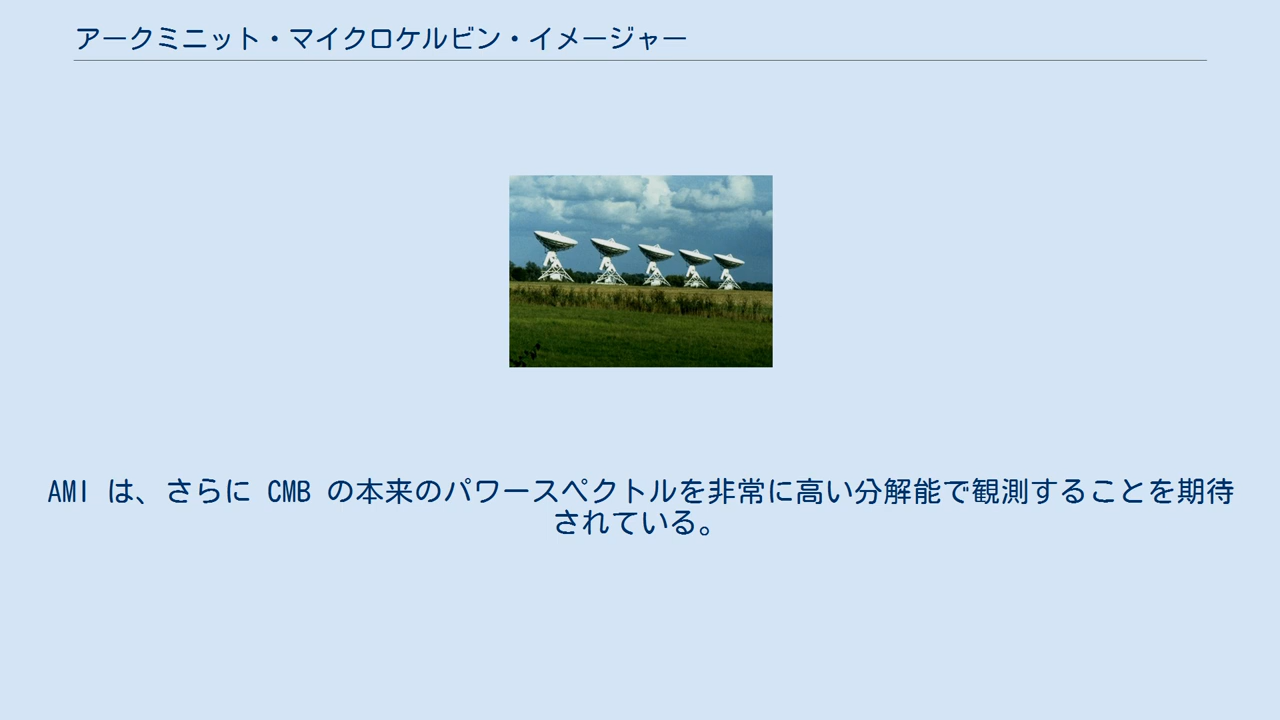 アークミニット・マイクロケルビン・イメージャー
AMI は、さらに CMB の本来のパワースペクトルを非常に高い分解能で観測することを期待
されている。